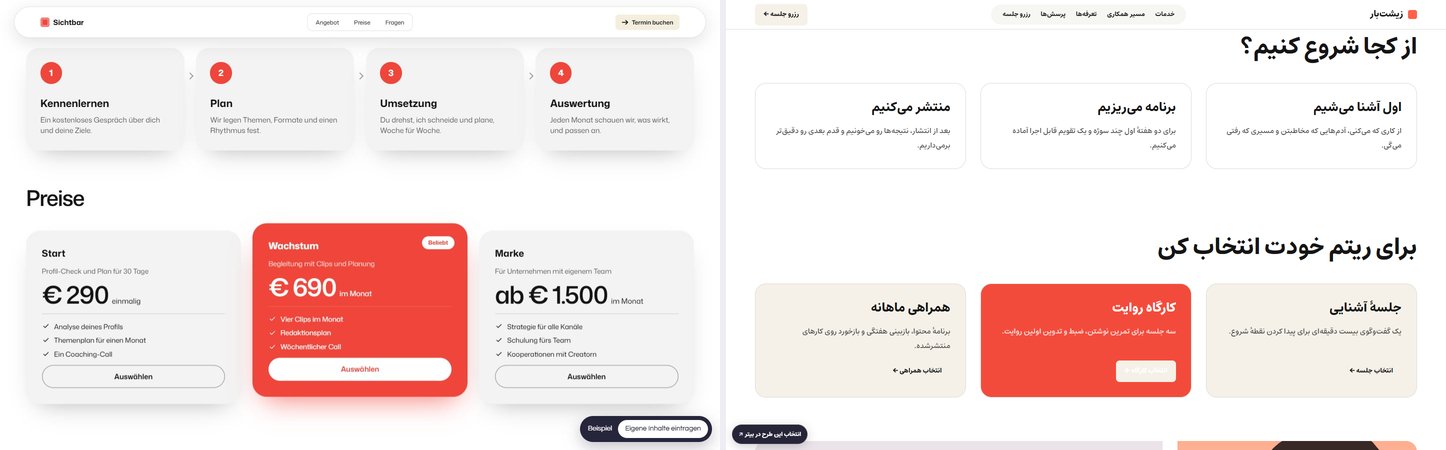 Sichtbar
Angebot Preise Fragen
Termin buchen
1
Kennenlernen
Ein kostenloses Gespräch über dich
und deine Ziele.
2
Plan
Wir legen Themen, Formate und einen
Rhythmus fest.
3
Umsetzung
Du drehst, ich schneide und plane,
Woche für Woche.
4
Auswertung
Jeden Monat schauen wir, was wirkt,
und passen an.
Preise
Start
Profil-Check und Plan für 30 Tage
€ 290 einmalig
Analyse deines Profils
Themenplan für einen Monat
Ein Coaching-Call
Auswählen
Wachstum
Beliebt
Begleitung mit Clips und Planung
€ 690 im Monat
Vier Clips im Monat
Redaktionsplan
Wöchentlicher Call
Auswählen
Marke
Für Unternehmen mit eigenem Team
ab € 1.500 im Monat
Strategie für alle Kanäle
Schulung fürs Team
Kooperationen mit Creatorn
Auswählen
Beispiel Eigene Inhalte eintragen
زیشت‌بار
خدمات مسیر همکاری تعرفه‌ها پرسش‌ها رزرو جلسه
رزرو جلسه ←
از کجا شروع کنیم؟
اول آشنا می‌شیم
از کاری که می‌کنی، آدم‌هایی که مخاطبتن و مسیری که رفتی
می‌گی.
برنامه می‌ریزیم
برای دو هفتهٔ اول چند سوژه و یک تقویم قابل اجرا آماده
می‌کنیم.
منتشر می‌کنیم
بعد از انتشار، نتیجه‌ها رو می‌خونیم و قدم بعدی رو دقیق‌تر
برمی‌داریم.
برای ریتم خودت انتخاب کن
جلسهٔ آشنایی
یک گفت‌وگوی بیست دقیقه‌ای برای پیدا کردن نقطهٔ شروع.
انتخاب جلسه ←
کارگاه روایت
سه جلسه برای تمرین نوشتن، ضبط و تدوین اولین روایت.
انتخاب کارگاه ←
همراهی ماهانه
برنامهٔ محتوا، بازبینی هفتگی و بازخورد روی کارهای
منتشرشده.
انتخاب همراهی ←
انتخاب این طرح در بیتر ↗